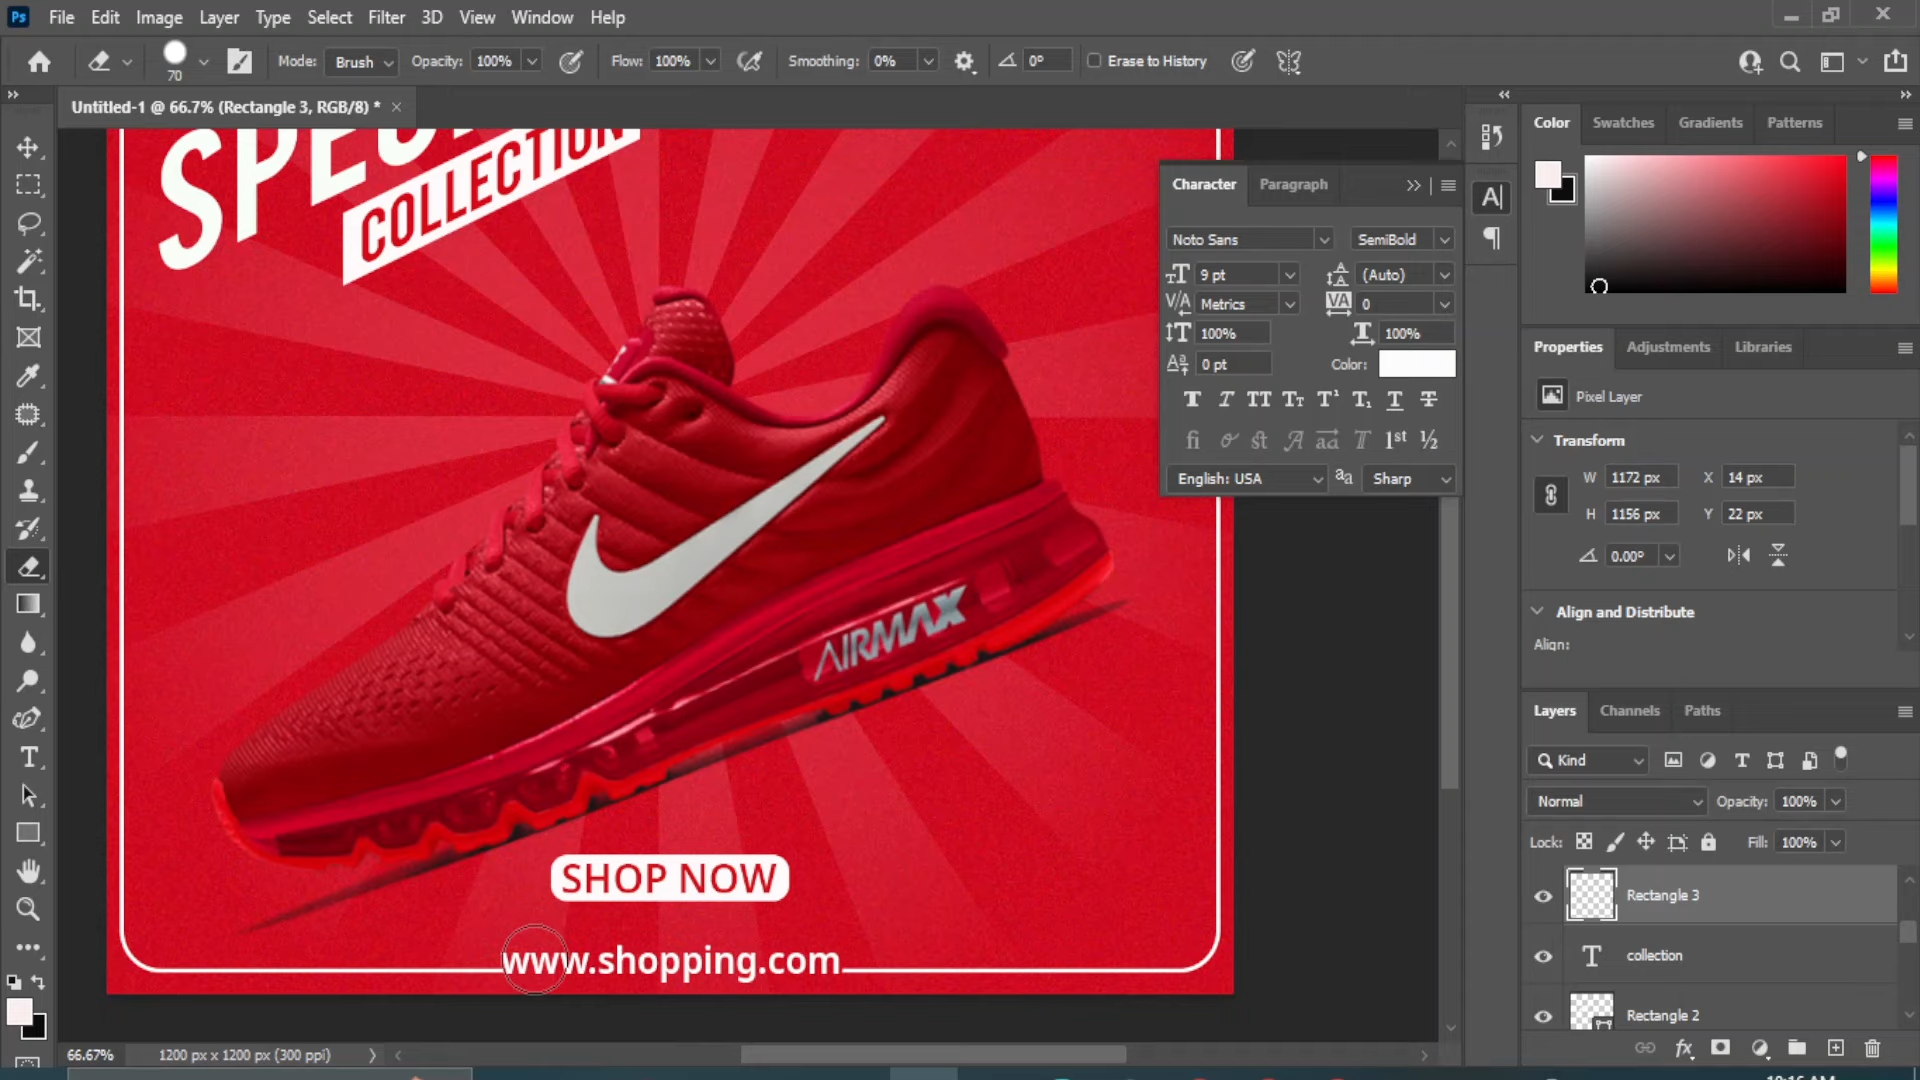 Ps File Edit Image Layer Type Select Filter 3D View Window Help
70 Mode: Brush Opacity: 100% Flow: 100% Smoothing: 0% 0° Erase to History
Untitled-1 @ 66.7% (Rectangle 3, RGB/8) *
COLLECTION
AIRMAX
SHOP NOW
www.shopping.com
Character Paragraph
Noto Sans SemiBold
9 pt (Auto)
Metrics 0
100% 100%
0 pt Color:
English: USA Sharp
Color Swatches Gradients Patterns
Properties Adjustments Libraries
Pixel Layer
Transform
W 1172 px X 14 px
H 1156 px Y 22 px
0.00°
Align and Distribute
Align:
Layers Channels Paths
Kind
Normal Opacity: 100%
Lock: Fill: 100%
Rectangle 3
collection
Rectangle 2
fx
66.67% 1200 px x 1200 px (300 ppi)